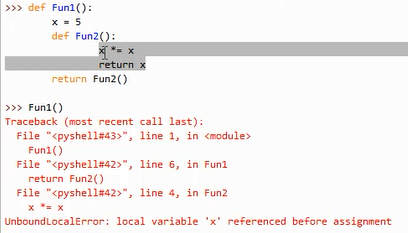 >>> def Fun1():
        x = 5
        def Fun2():
                x *= x
                return x
        return Fun2()
>>> Fun1()
Traceback (most recent call last):
  File "<pyshell#43>", line 1, in <module>
    Fun1()
  File "<pyshell#42>", line 6, in Fun1
    return Fun2()
  File "<pyshell#42>", line 4, in Fun2
    x *= x
UnboundLocalError: local variable 'x' referenced before assignment